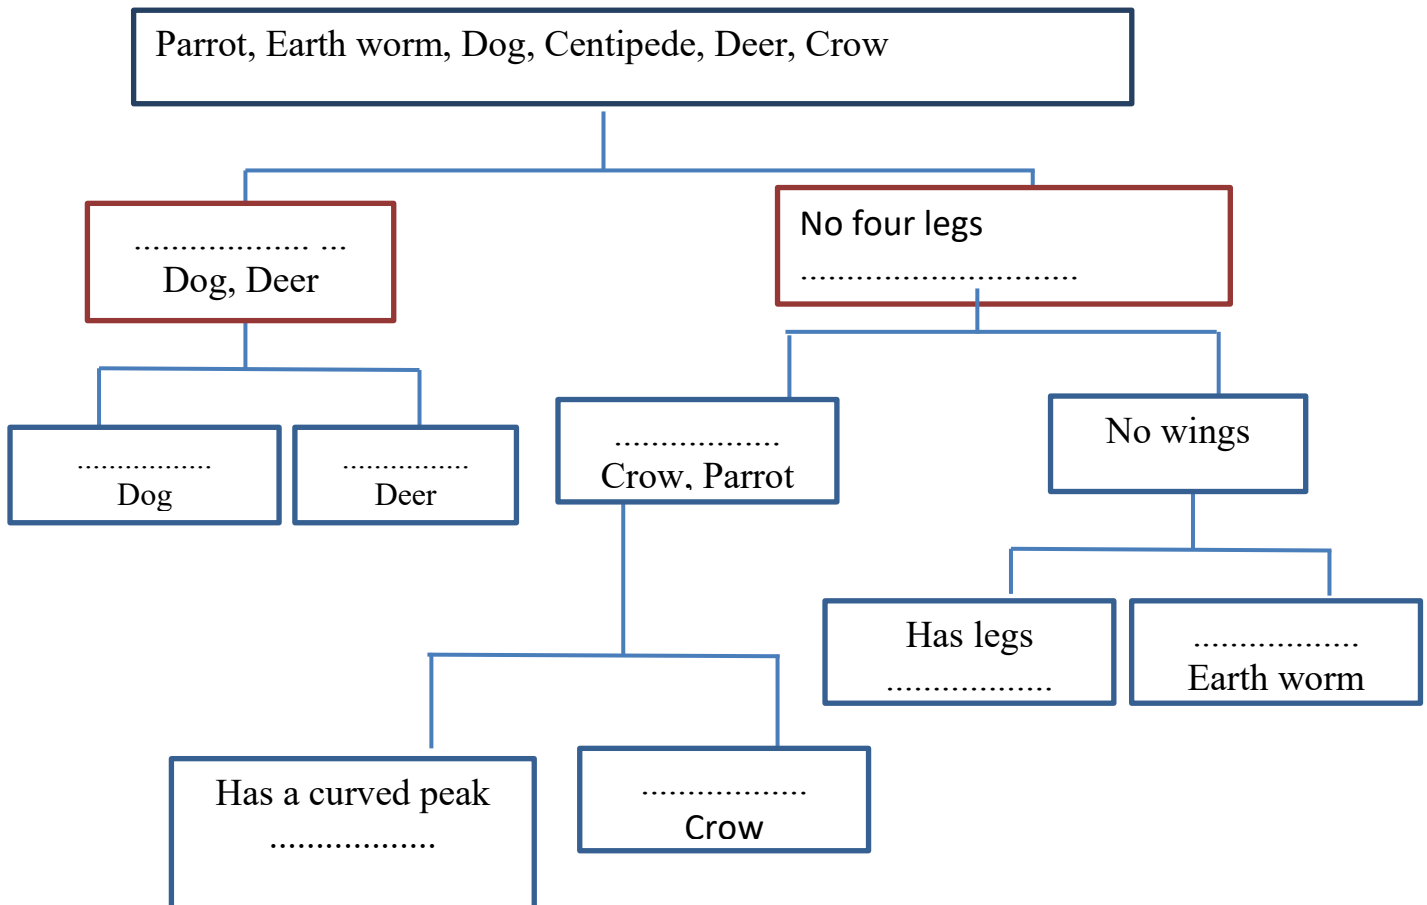 Parrot, Earth worm, Dog, Centipede, Deer, Crow
.................... ...
Dog, Deer
No four legs
..............................
.................
Dog
................
Deer
..................
Crow, Parrot
No wings
Has legs
..................
..................
Earth worm
Has a curved peak
..................
..................
Crow